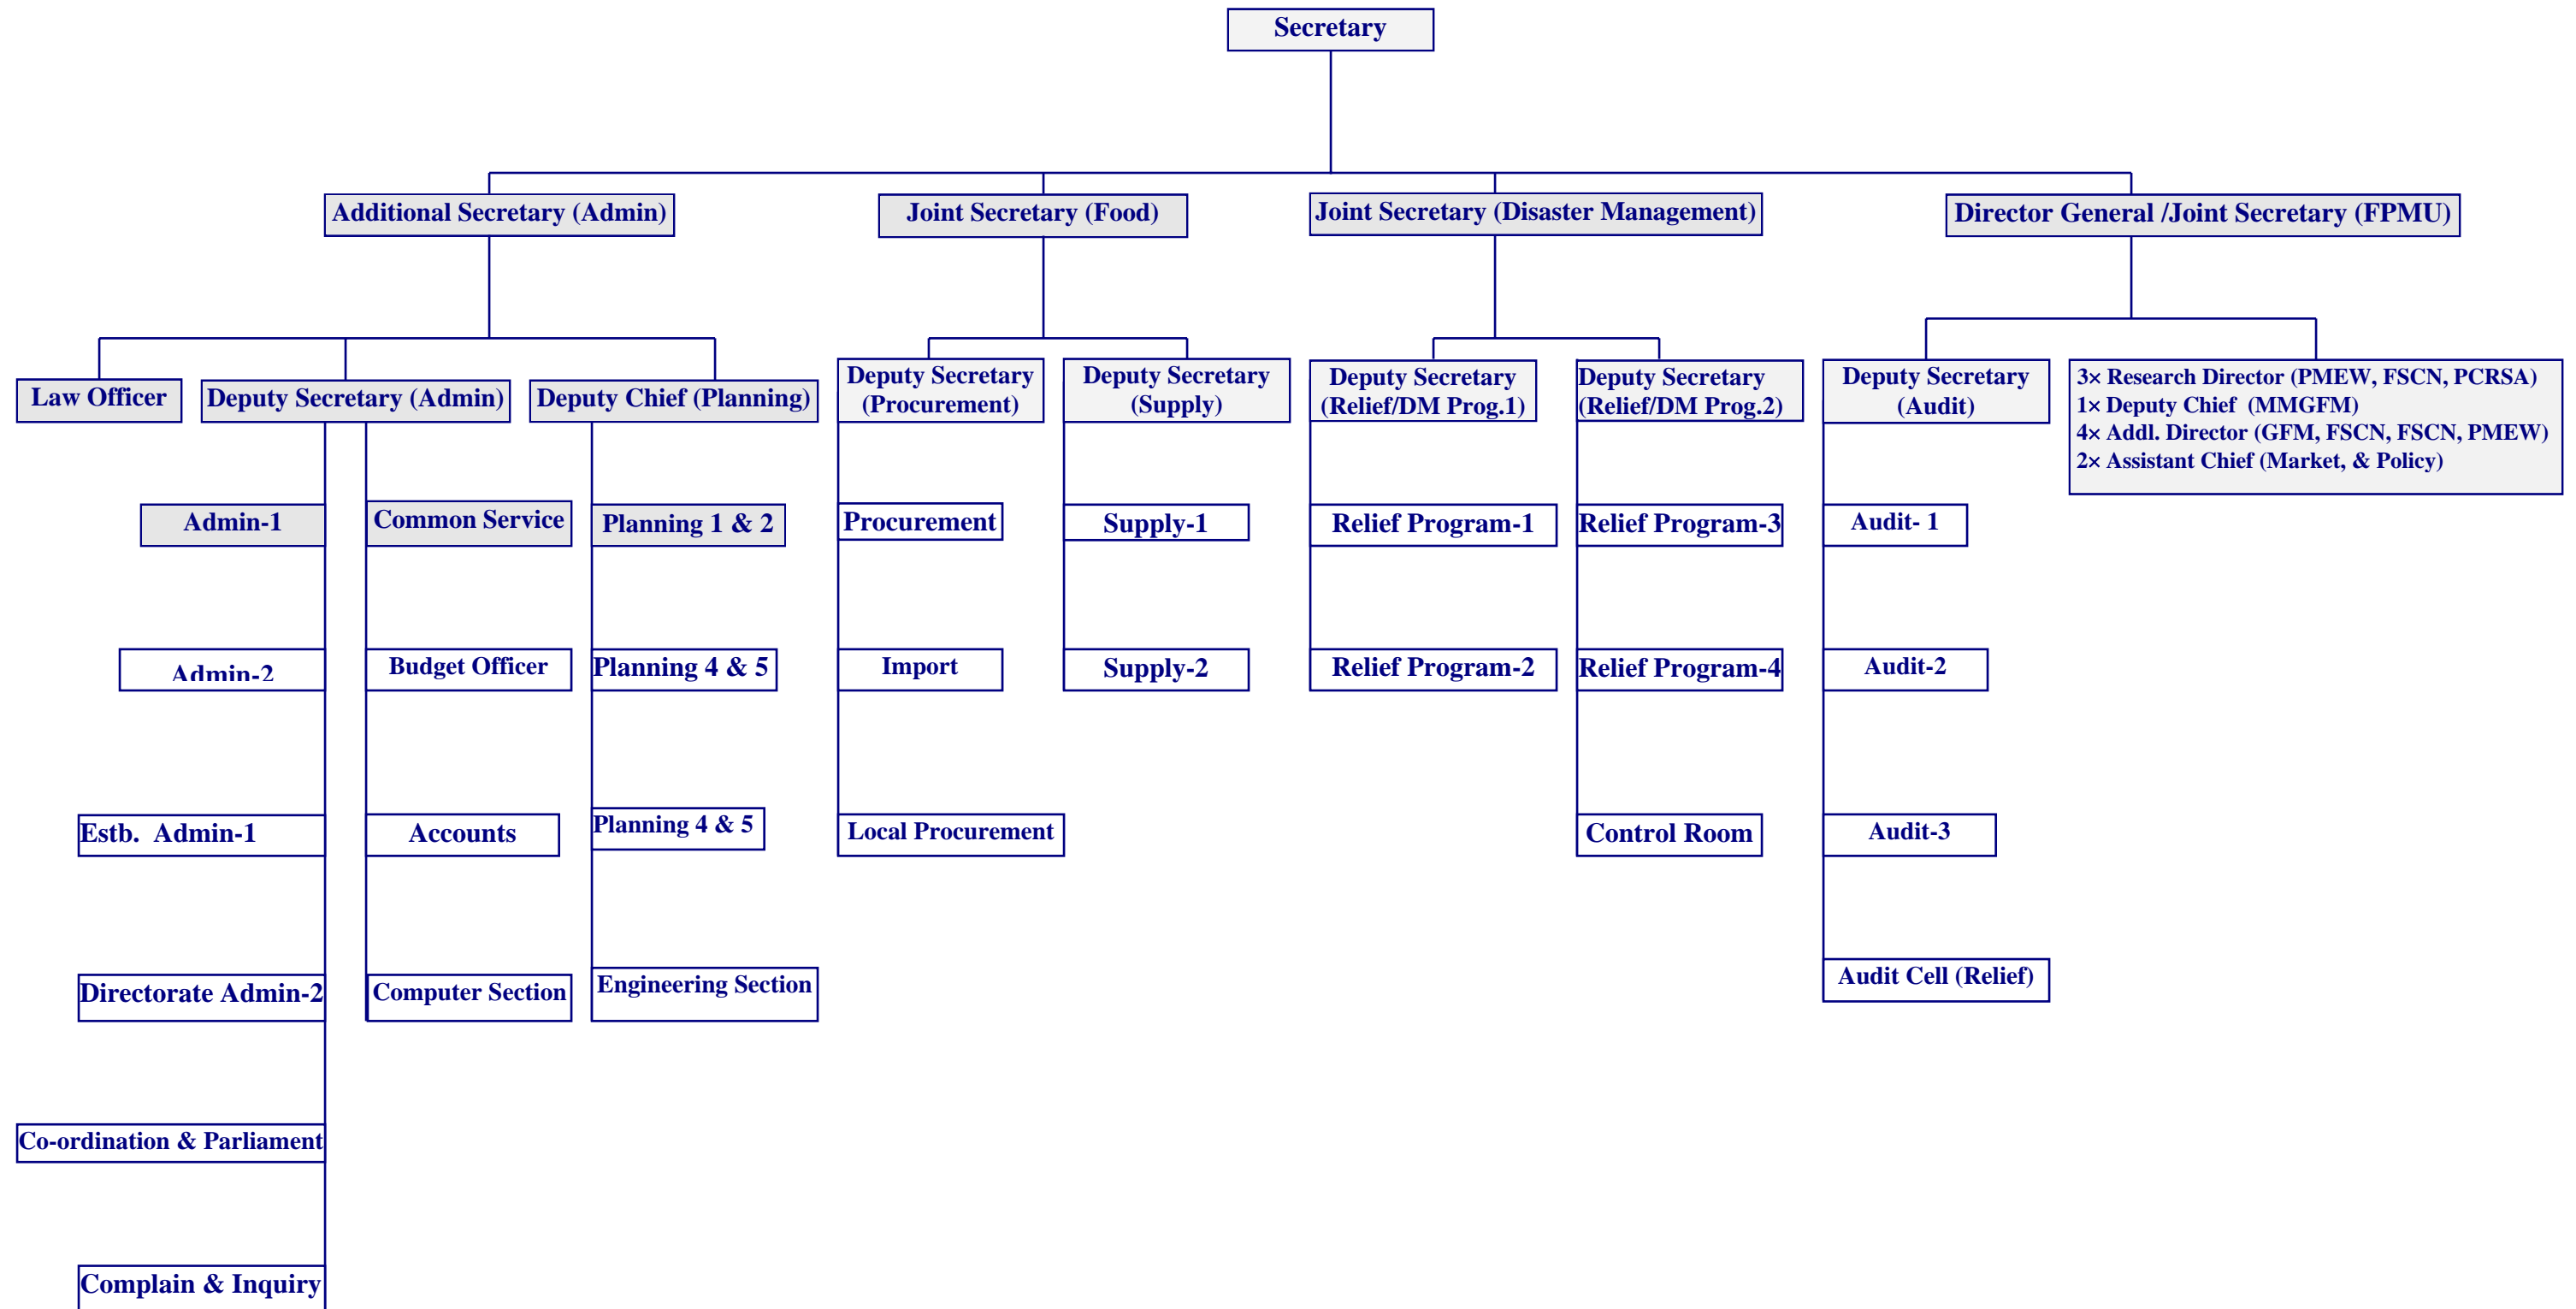 Secretary
Additional Secretary (Admin)
Joint Secretary (Food)
Joint Secretary (Disaster Management)
Director General /Joint Secretary (FPMU)
Law Officer
Deputy Secretary (Admin)
Deputy Chief (Planning)
Deputy Secretary
(Procurement)
Deputy Secretary
(Supply)
Deputy Secretary
(Relief/DM Prog.1)
Deputy Secretary
(Relief/DM Prog.2)
Deputy Secretary
(Audit)
3× Research Director (PMEW, FSCN, PCRSA)
1× Deputy Chief (MMGFM)
4× Addl. Director (GFM, FSCN, FSCN, PMEW)
2× Assistant Chief (Market, & Policy)
Admin-1
Common Service
Planning 1 & 2
Procurement
Supply-1
Relief Program-1
Relief Program-3
Audit- 1
Admin-2
Budget Officer
Planning 4 & 5
Import
Supply-2
Relief Program-2
Relief Program-4
Audit-2
Estb. Admin-1
Accounts
Planning 4 & 5
Local Procurement
Control Room
Audit-3
Directorate Admin-2
Computer Section
Engineering Section
Audit Cell (Relief)
Co-ordination & Parliament
Complain & Inquiry